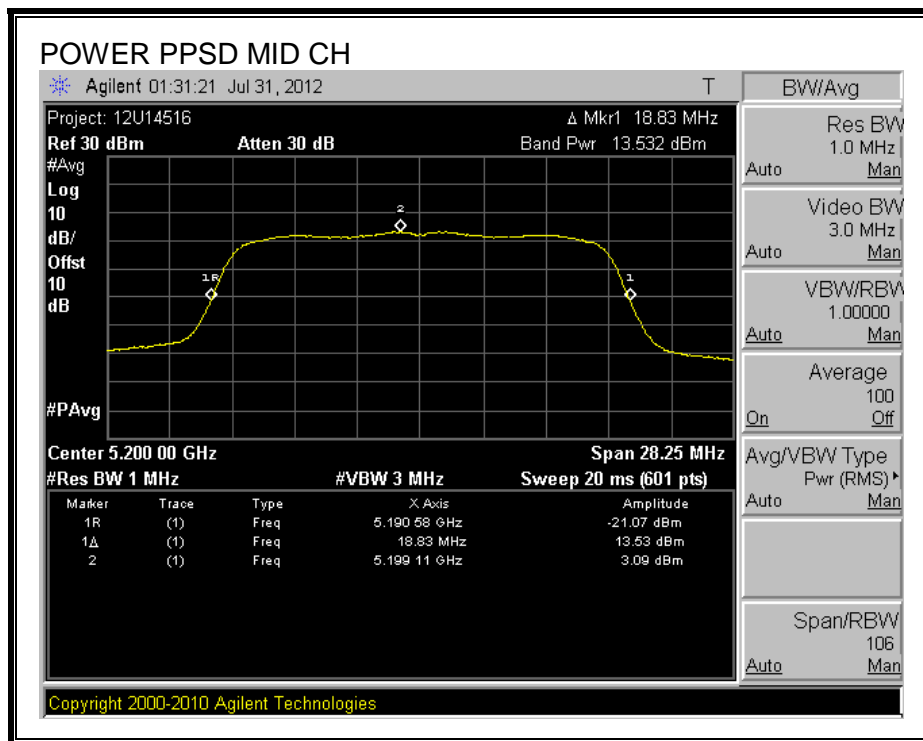 POWER PPSD MID CH
Agilent 01:31:21 Jul 31, 2012 T
Project: 12U14516
Δ Mkr1 18.83 MHz
Ref 30 dBm Atten 30 dB
Band Pwr 13.532 dBm
#Avg
Log
10
dB/
Offst
10
dB
#PAvg
2
1R
1
Center 5.200 00 GHz Span 28.25 MHz
#Res BW 1 MHz #VBW 3 MHz Sweep 20 ms (601 pts)
Marker Trace Type X Axis Amplitude
1R (1) Freq 5.190 58 GHz -21.07 dBm
1Δ (1) Freq 18.83 MHz 13.53 dBm
2 (1) Freq 5.199 11 GHz 3.09 dBm
Copyright 2000-2010 Agilent Technologies
BW/Avg
Res BW
1.0 MHz
Auto Man
Video BW
3.0 MHz
Auto Man
VBW/RBW
1.00000
Auto Man
Average
100
On Off
Avg/VBW Type
Pwr (RMS)
Auto Man
Span/RBW
106
Auto Man